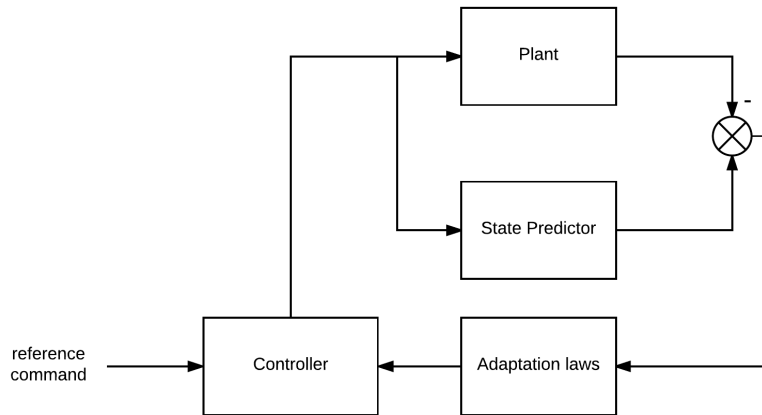 Plant
-
State Predictor
reference
command
Controller
Adaptation laws